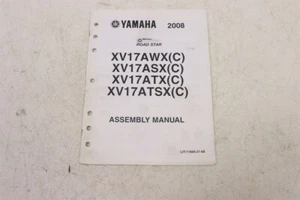 YAMAHA 2008
ROAD STAR
XV17AWX(C)
XV17ASX(C)
XV17ATX(C)
XV17ATSX(C)
ASSEMBLY MANUAL